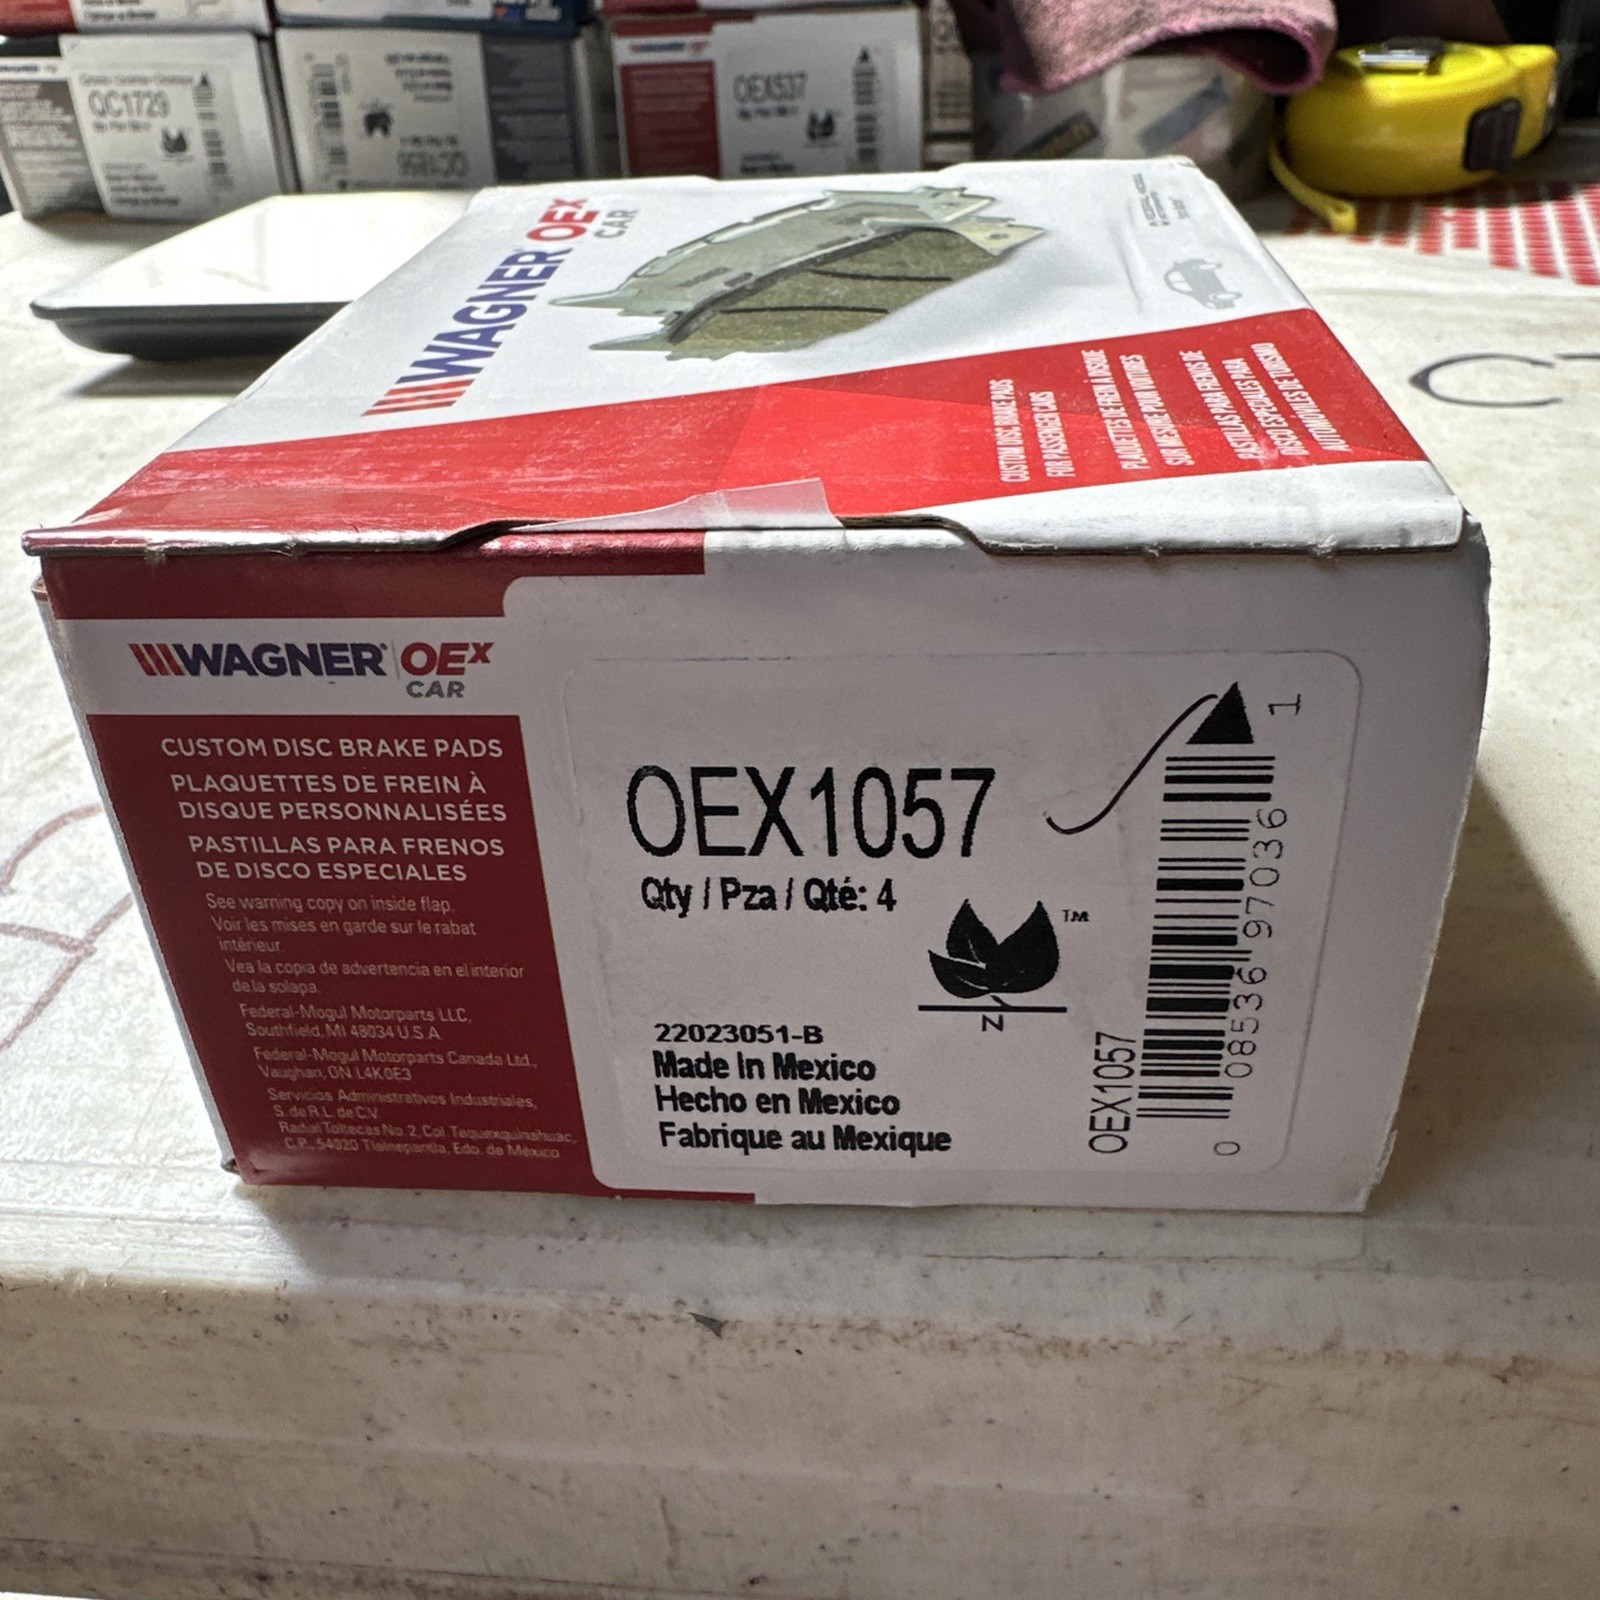 QC1729
QC1166
WAGNER OEX
OEX537
WAGNER OEX
CAR
CUSTOM DISC BRAKE PADS
FOR PASSENGER CARS
PLAQUETTES DE FREIN À DISQUE
SUR MESURE POUR VOITURES
PASTILLAS PARA FRENOS DE
DISCO ESPECIALES PARA
AUTOMÓVILES DE TURISMO
WAGNER OEX
CAR
CUSTOM DISC BRAKE PADS
PLAQUETTES DE FREIN À
DISQUE PERSONNALISÉES
PASTILLAS PARA FRENOS
DE DISCO ESPECIALES
See warning copy on inside flap.
Voir les mises en garde sur le rabat
intérieur.
Vea la copia de advertencia en el interior
de la solapa.
Federal-Mogul Motorparts LLC,
Southfield, MI 48034 U.S.A.
Federal-Mogul Motorparts Canada Ltd.,
Vaughan, ON L4K 0E3
Servicios Administrativos Industriales,
S. de R.L. de C.V.
Radial Toltecas No. 2, Col. Tequexquinahuac,
C.P., 54020 Tlalnepantla, Edo. de México
OEX1057
Qty / Pza / Qté: 4
TM
N
22023051-B
Made In Mexico
Hecho en Mexico
Fabrique au Mexique
OEX1057
0 08536 97036 1